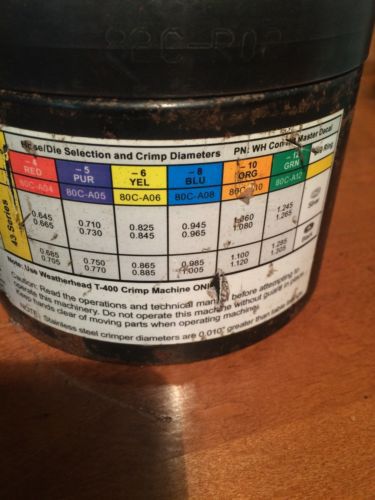 82C-R02
Hose/Die Selection and Crimp Diameters PN: WH Master Decal
- 4 - 5 - 6 - 8 - 10 - 12 Ring
RED PUR YEL BLU ORG GRN
80C-A04 80C-A05 80C-A06 80C-A08 80C-A12
43 Series
0.645 0.710 0.825 0.945 1.060 1.245 Silver
0.665 0.730 0.845 0.965 1.080 1.265
0.685 0.750 0.865 0.985 1.100 1.285
0.705 0.770 0.885 1.005 1.120 1.305
Note: Use Weatherhead T-400 Crimp Machine ONLY
Caution: Read the operations and technical manual before attempting to
operate this machinery. Do not operate this machine without guard in place.
Keep hands clear of moving parts when operating machine.
NOTE: Stainless steel crimper diameters are 0.010" greater than table